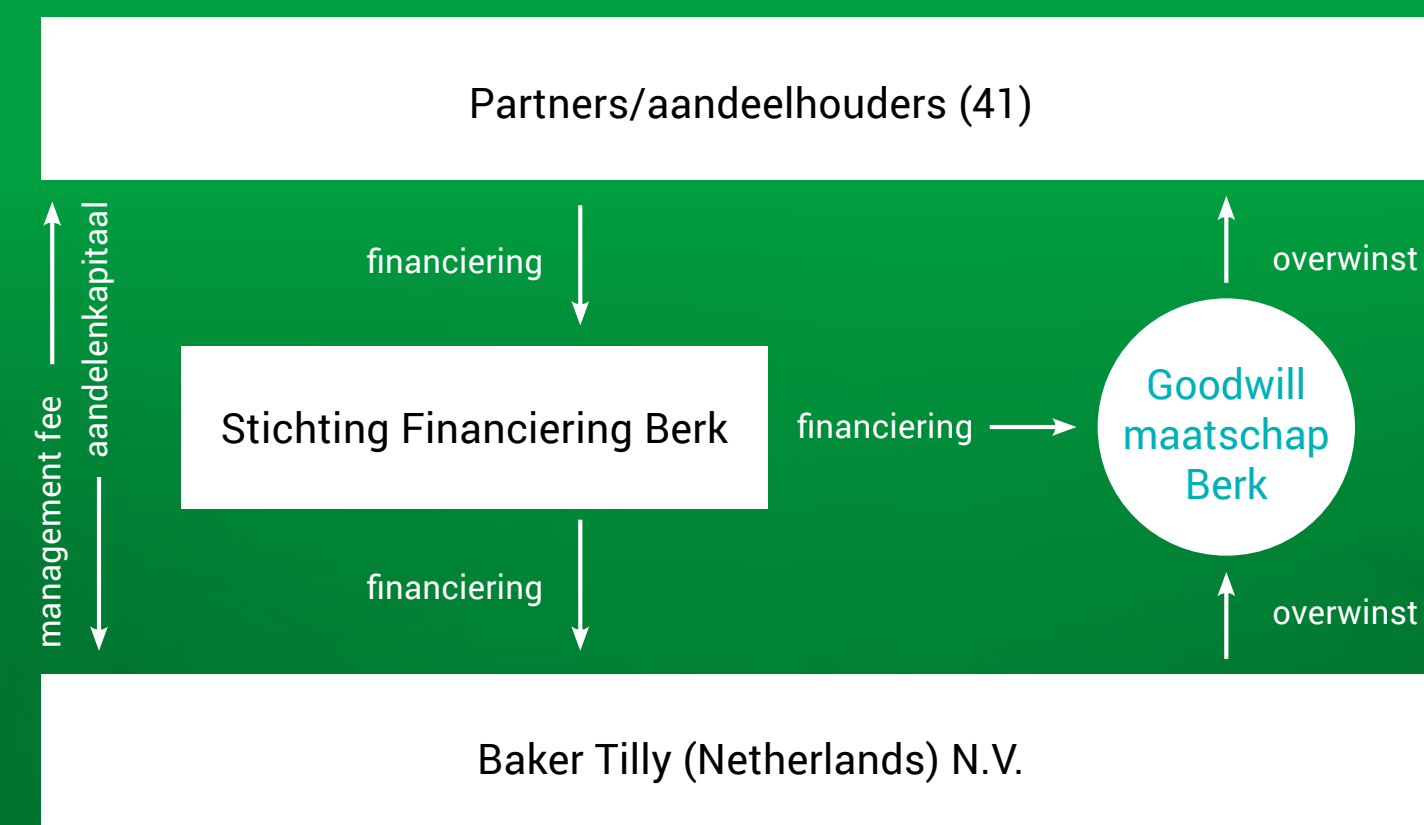 Partners/aandeelhouders (41)
management fee
aandelenkapitaal
financiering
overwinst
Stichting Financiering Berk
financiering
Goodwill
maatschap
Berk
financiering
overwinst
Baker Tilly (Netherlands) N.V.